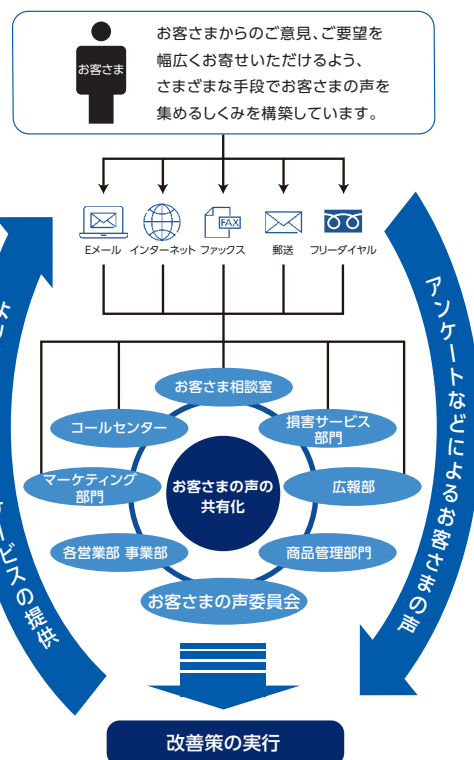 お客さま
お客さまからのご意見、ご要望を
幅広くお寄せいただけるよう、
さまざまな手段でお客さまの声を
集めるしくみを構築しています。
FAX
Eメール
インターネット
ファックス
郵送
フリーダイヤル
アンケートなどによるお客さまの声
お客さま相談室
コールセンター
損害サービス
部門
マーケティング
部門
お客さまの声の
共有化
広報部
各営業部 事業部
商品管理部門
お客さまの声委員会
ービスの提供
改善策の実行